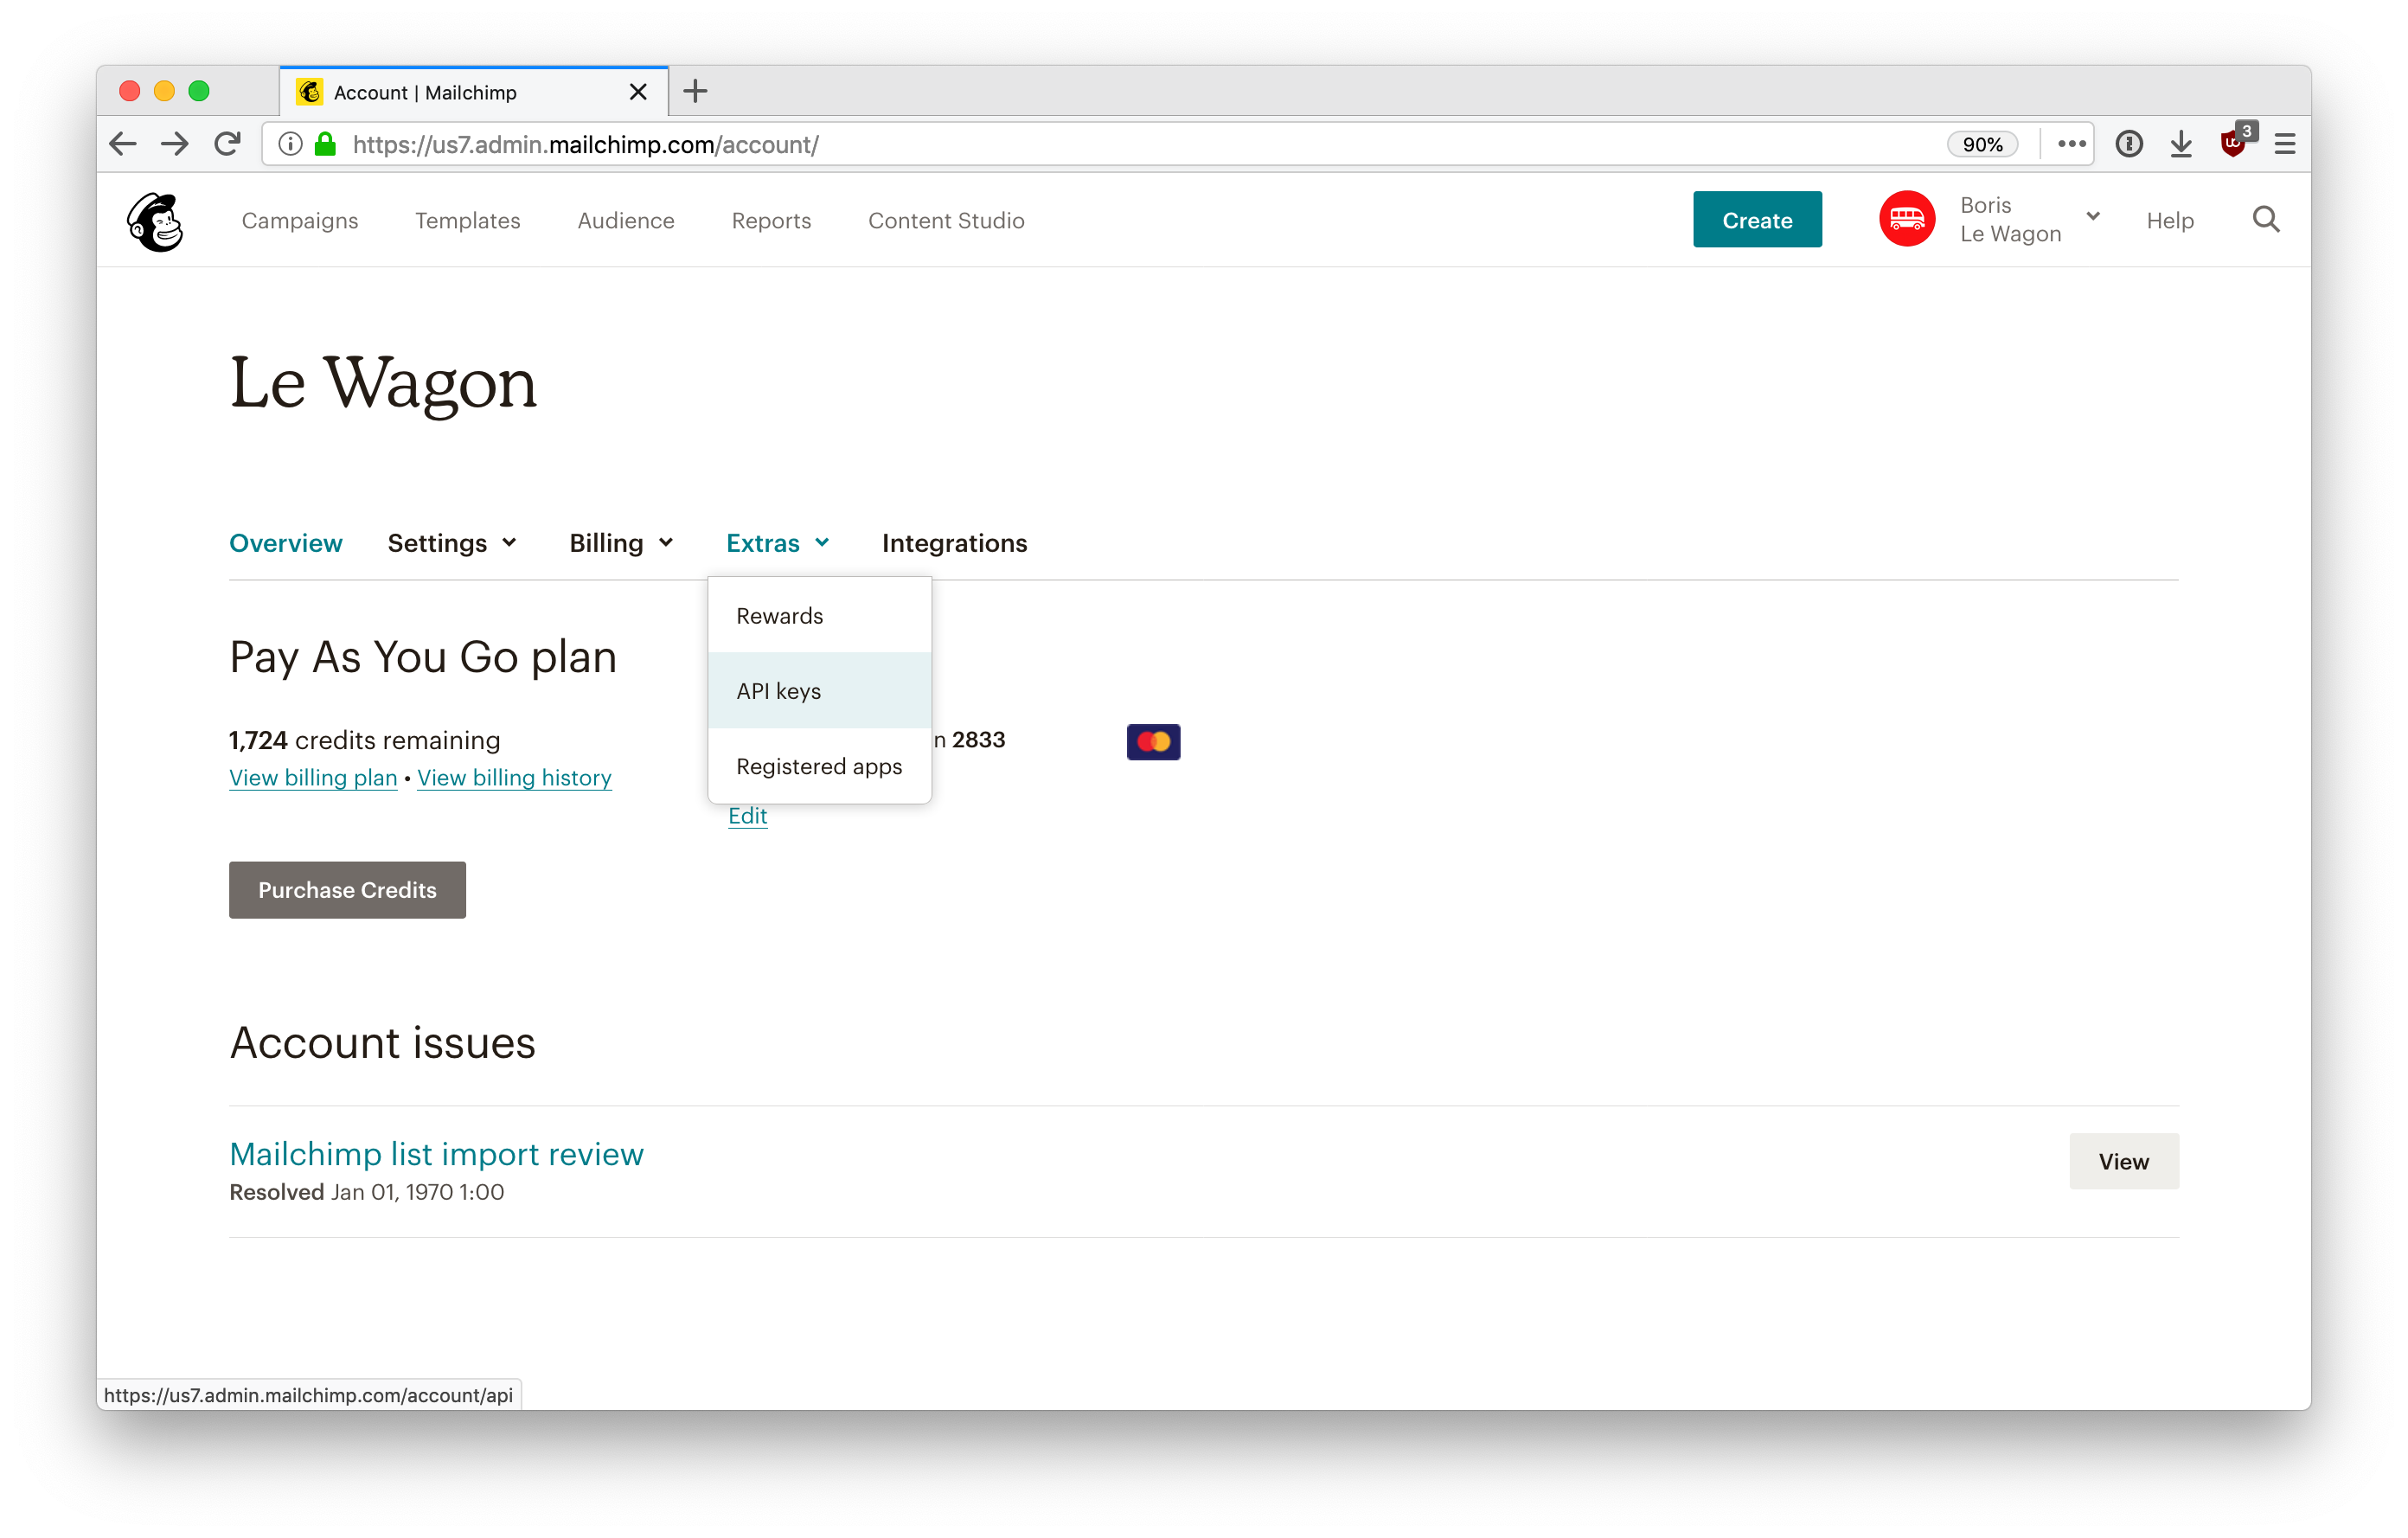 Account | Mailchimp
https://us7.admin.mailchimp.com/account/
90%
3
Campaigns Templates Audience Reports Content Studio
Create
Boris
Le Wagon
Help
Le Wagon
Overview Settings Billing Extras Integrations
Rewards
API keys
Registered apps
Pay As You Go plan
1,724 credits remaining
View billing plan • View billing history
n 2833
Edit
Purchase Credits
Account issues
Mailchimp list import review
Resolved Jan 01, 1970 1:00
View
https://us7.admin.mailchimp.com/account/api